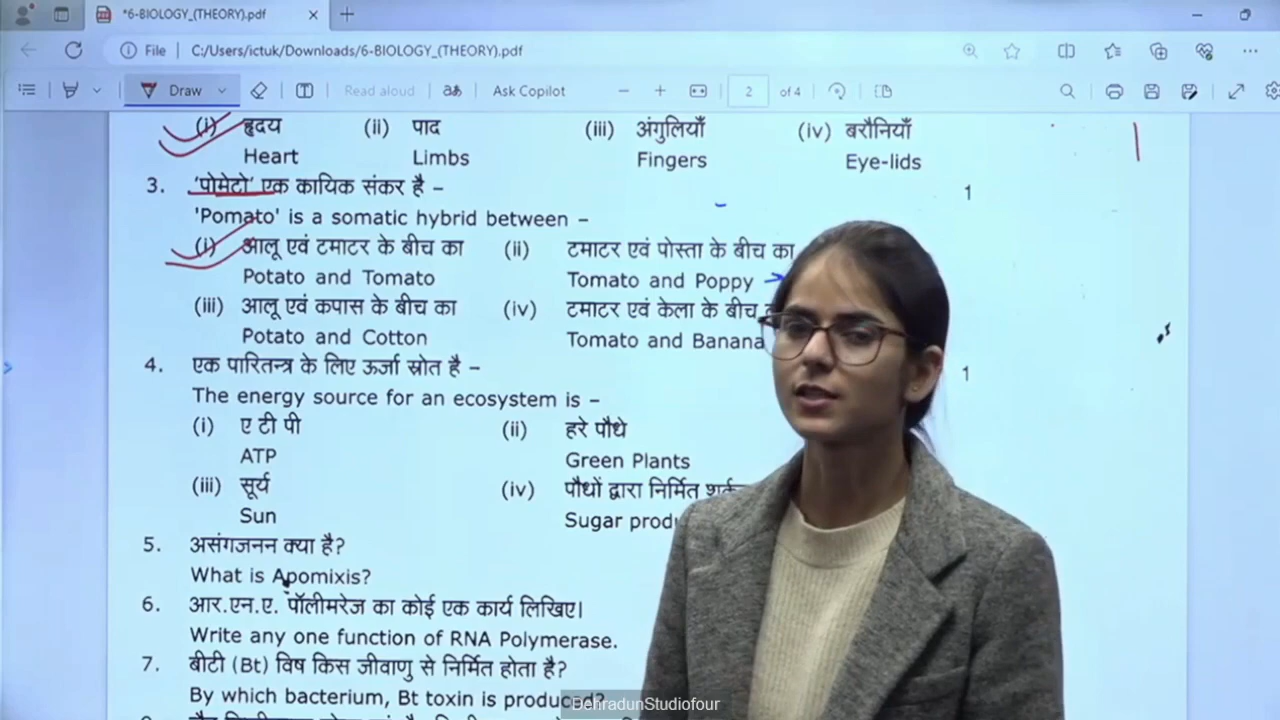 *6-BIOLOGY_(THEORY).pdf
File C:/Users/ictuk/Downloads/6-BIOLOGY_(THEORY).pdf
Draw Read aloud Ask Copilot 2 of 4
(i) हृदय (ii) पाद (iii) अंगुलियाँ (iv) बरौनियाँ
Heart Limbs Fingers Eye-lids
3. 'पोमेटो' एक कायिक संकर है – 1
'Pomato' is a somatic hybrid between –
(i) आलू एवं टमाटर के बीच का (ii) टमाटर एवं पोस्ता के बीच का
Potato and Tomato Tomato and Poppy
(iii) आलू एवं कपास के बीच का (iv) टमाटर एवं केला के बीच
Potato and Cotton Tomato and Banana
4. एक पारितन्त्र के लिए ऊर्जा स्रोत है – 1
The energy source for an ecosystem is –
(i) ए टी पी (ii) हरे पौधे
ATP Green Plants
(iii) सूर्य (iv) पौधों द्वारा निर्मित
Sun Sugar
5. असंगजनन क्या है?
What is Apomixis?
6. आर.एन.ए. पॉलीमरेज का कोई एक कार्य लिखिए।
Write any one function of RNA Polymerase.
7. बीटी (Bt) विष किस जीवाणु से निर्मित होता है?
By which bacterium, Bt toxin is produced?
DehradunStudiofour